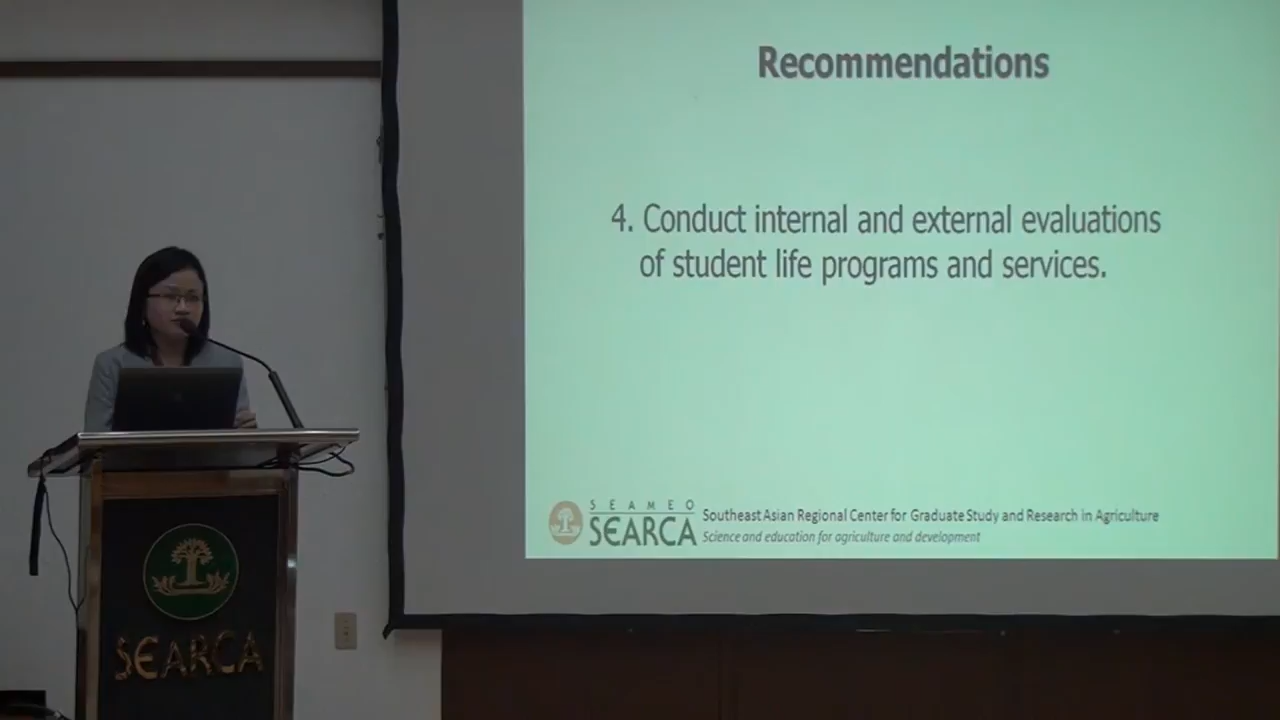 Recommendations
4. Conduct internal and external evaluations
of student life programs and services.
SEAMEO
SEARCA
Southeast Asian Regional Center for Graduate Study and Research in Agriculture
Science and education for agriculture and development
SEARCA